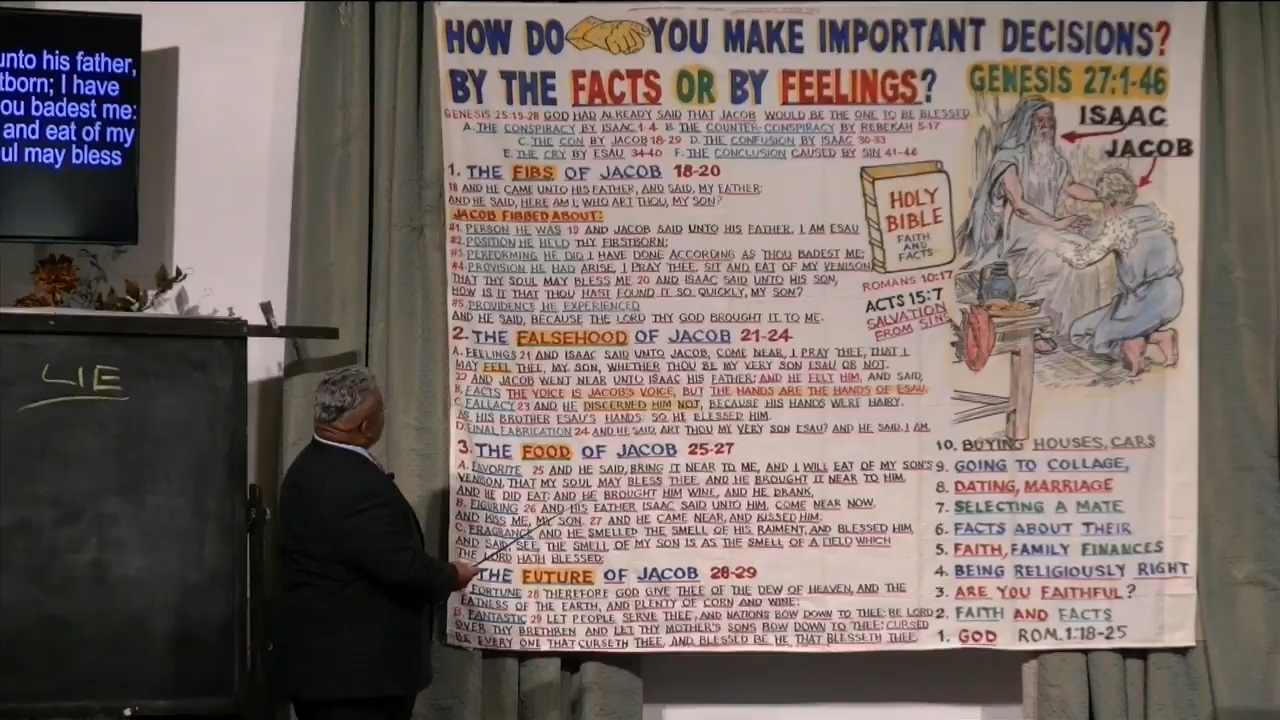 unto his father,
tborn; I have
ou badest me:
and eat of my
ul may bless
LIE
HOW DO YOU MAKE IMPORTANT DECISIONS?
BY THE FACTS OR BY FEELINGS?
GENESIS 27:1-46
GENESIS 25:19-28 GOD HAD ALREADY SAID THAT JACOB WOULD BE THE ONE TO BE BLESSED
A. THE CONSPIRACY BY ISAAC 1-4 B. THE COUNTER-CONSPIRACY BY REBEKAH 5-17
C. THE CON BY JACOB 18-29 D. THE CONFUSION BY ISAAC 30-33
E. THE CRY BY ESAU 34-40 F. THE CONCLUSION CAUSED BY SIN 41-46
1. THE FIBS OF JACOB 18-20
18 AND HE CAME UNTO HIS FATHER, AND SAID, MY FATHER:
AND HE SAID, HERE AM I; WHO ART THOU, MY SON?
JACOB FIBBED ABOUT:
#1. PERSON HE WAS 19 AND JACOB SAID UNTO HIS FATHER, I AM ESAU
#2. POSITION HE HELD THY FIRSTBORN;
#3. PERFORMING HE DID I HAVE DONE ACCORDING AS THOU BADEST ME:
#4. PROVISION HE HAD ARISE, I PRAY THEE, SIT AND EAT OF MY VENISON,
THAT THY SOUL MAY BLESS ME 20 AND ISAAC SAID UNTO HIS SON,
HOW IS IT THAT THOU HAST FOUND IT SO QUICKLY, MY SON?
#5. PROVIDENCE HE EXPERIENCED
AND HE SAID, BECAUSE THE LORD THY GOD BROUGHT IT TO ME.
2. THE FALSEHOOD OF JACOB 21-24
A. FEELINGS 21 AND ISAAC SAID UNTO JACOB, COME NEAR, I PRAY THEE, THAT I
MAY FEEL THEE, MY SON, WHETHER THOU BE MY VERY SON ESAU OR NOT.
22 AND JACOB WENT NEAR UNTO ISAAC HIS FATHER; AND HE FELT HIM, AND SAID,
B. FACTS THE VOICE IS JACOB'S VOICE, BUT THE HANDS ARE THE HANDS OF ESAU.
C. FALLACY 23 AND HE DISCERNED HIM NOT, BECAUSE HIS HANDS WERE HAIRY,
AS HIS BROTHER ESAU'S HANDS: SO HE BLESSED HIM.
D. FINAL FABRICATION 24 AND HE SAID, ART THOU MY VERY SON ESAU? AND HE SAID, I AM.
3. THE FOOD OF JACOB 25-27
A. FAVORITE 25 AND HE SAID, BRING IT NEAR TO ME, AND I WILL EAT OF MY SON'S
VENISON, THAT MY SOUL MAY BLESS THEE. AND HE BROUGHT IT NEAR TO HIM,
AND HE DID EAT: AND HE BROUGHT HIM WINE, AND HE DRANK.
B. FIGURING 26 AND HIS FATHER ISAAC SAID UNTO HIM, COME NEAR NOW,
AND KISS ME, MY SON. 27 AND HE CAME NEAR, AND KISSED HIM:
C. FRAGRANCE AND HE SMELLED THE SMELL OF HIS RAIMENT, AND BLESSED HIM,
AND SAID, SEE, THE SMELL OF MY SON IS AS THE SMELL OF A FIELD WHICH
THE LORD HATH BLESSED:
THE FUTURE OF JACOB 28-29
FORTUNE 28 THEREFORE GOD GIVE THEE OF THE DEW OF HEAVEN, AND THE
FATNESS OF THE EARTH, AND PLENTY OF CORN AND WINE:
B. FANTASTIC 29 LET PEOPLE SERVE THEE, AND NATIONS BOW DOWN TO THEE: BE LORD
OVER THY BRETHREN AND LET THY MOTHER'S SONS BOW DOWN TO THEE: CURSED
BE EVERY ONE THAT CURSETH THEE, AND BLESSED BE HE THAT BLESSETH THEE.
ISAAC
JACOB
HOLY
BIBLE
FAITH
AND
FACTS
ROMANS 10:17
ACTS 15:7
SALVATION
FROM SIN
10. BUYING HOUSES, CARS
9. GOING TO COLLAGE,
8. DATING, MARRIAGE
7. SELECTING A MATE
6. FACTS ABOUT THEIR
5. FAITH, FAMILY FINANCES
4. BEING RELIGIOUSLY RIGHT
3. ARE YOU FAITHFUL?
2. FAITH AND FACTS
1. GOD ROM. 1:18-25